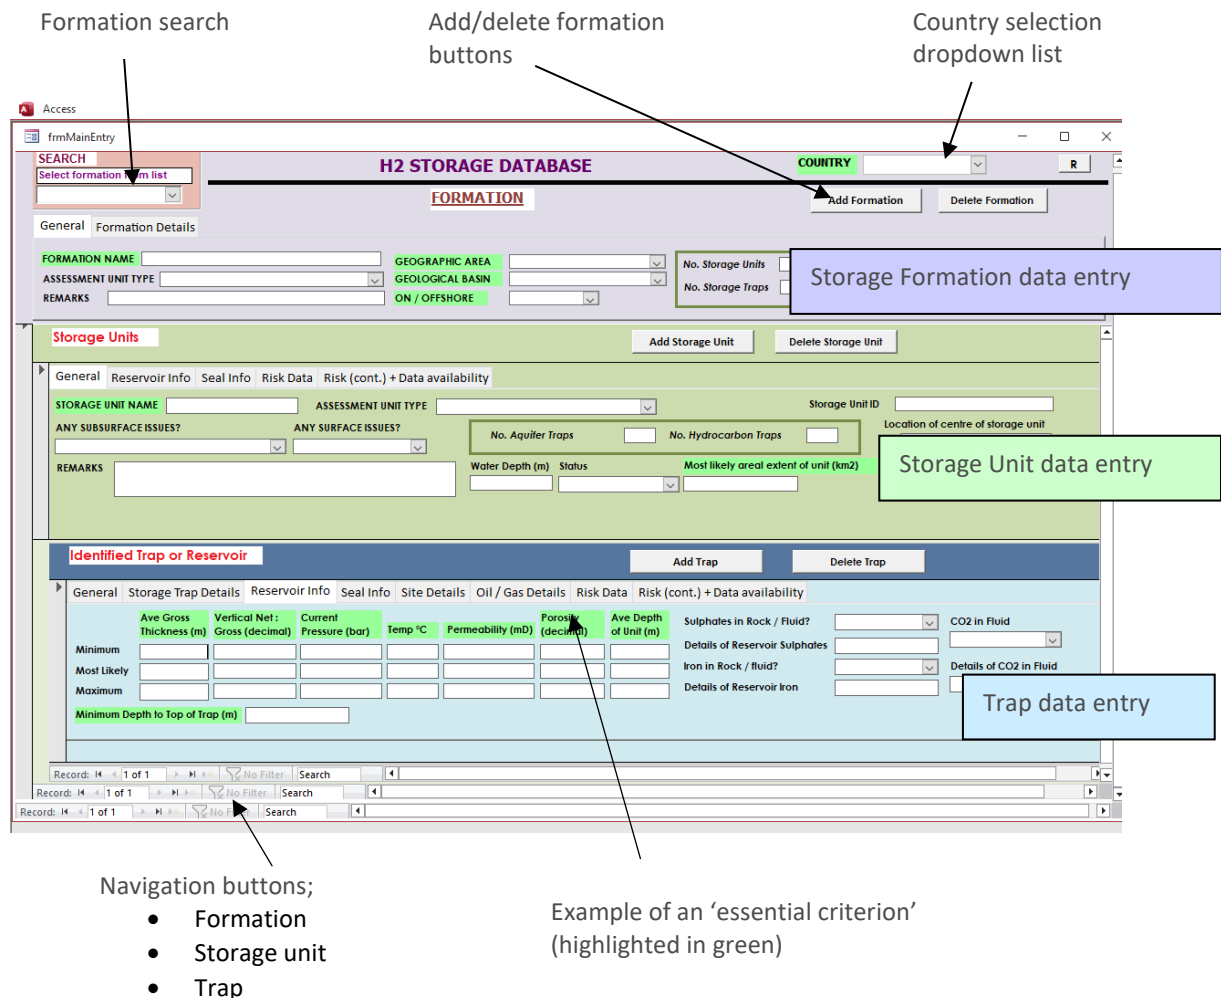 Formation search
Add/delete formation
buttons
Country selection
dropdown list
Access
frmMainEntry
SEARCH
Select formation from list
H2 STORAGE DATABASE
COUNTRY
R
FORMATION
Add Formation
Delete Formation
General Formation Details
FORMATION NAME
GEOGRAPHIC AREA
No. Storage Units
ASSESSMENT UNIT TYPE
GEOLOGICAL BASIN
No. Storage Traps
REMARKS
ON / OFFSHORE
Storage Formation data entry
Storage Units
Add Storage Unit
Delete Storage Unit
General Reservoir Info Seal Info Risk Data Risk (cont.) + Data availability
STORAGE UNIT NAME
ASSESSMENT UNIT TYPE
Storage Unit ID
ANY SUBSURFACE ISSUES?
ANY SURFACE ISSUES?
No. Aquifer Traps
No. Hydrocarbon Traps
Location of centre of storage unit
REMARKS
Water Depth (m) Status
Most likely areal extent of unit (km2)
Storage Unit data entry
Identified Trap or Reservoir
Add Trap
Delete Trap
General Storage Trap Details Reservoir Info Seal Info Site Details Oil / Gas Details Risk Data Risk (cont.) + Data availability
Ave Gross
Thickness (m)
Vertical Net :
Gross (decimal)
Current
Pressure (bar)
Temp °C
Permeability (mD)
Porosity
(decimal)
Ave Depth
of Unit (m)
Sulphates in Rock / Fluid?
CO2 in Fluid
Minimum
Details of Reservoir Sulphates
Most Likely
Iron in Rock / fluid?
Details of CO2 in Fluid
Maximum
Details of Reservoir Iron
Minimum Depth to Top of Trap (m)
Trap data entry
Record: 1 of 1 No Filter Search
Record: 1 of 1 No Filter Search
Record: 1 of 1 No Filter Search
Navigation buttons;
• Formation
• Storage unit
• Trap
Example of an ‘essential criterion’
(highlighted in green)